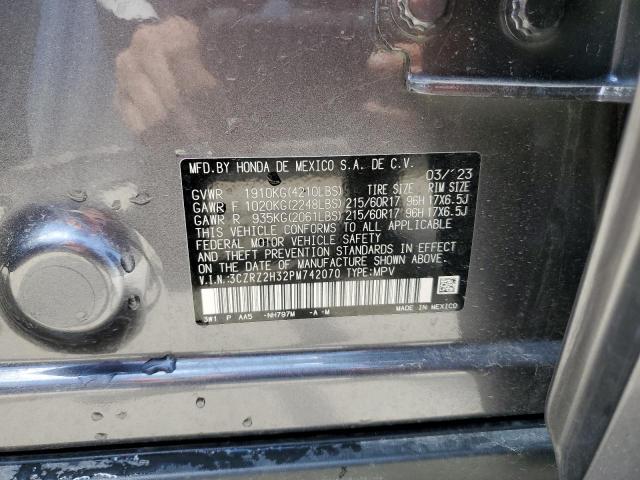 MFD.BY HONDA DE MEXICO S.A. DE C.V.
03/ 23
GVWR 1910KG(4210LBS) TIRE SIZE RIM SIZE
GAWR F 1020KG(2248LBS) 215/60R17 96H 17X6.5J
GAWR R 935KG(2061LBS) 215/60R17 96H 17X6.5J
THIS VEHICLE CONFORMS TO ALL APPLICABLE
FEDERAL MOTOR VEHICLE SAFETY
AND THEFT PREVENTION STANDARDS IN EFFECT
ON THE DATE OF MANUFACTURE SHOWN ABOVE.
V.I.N.3CZRZ2H32PM742070 TYPE:MPV
3W1 P AA5 -NH797M -A -M MADE IN MEXICO